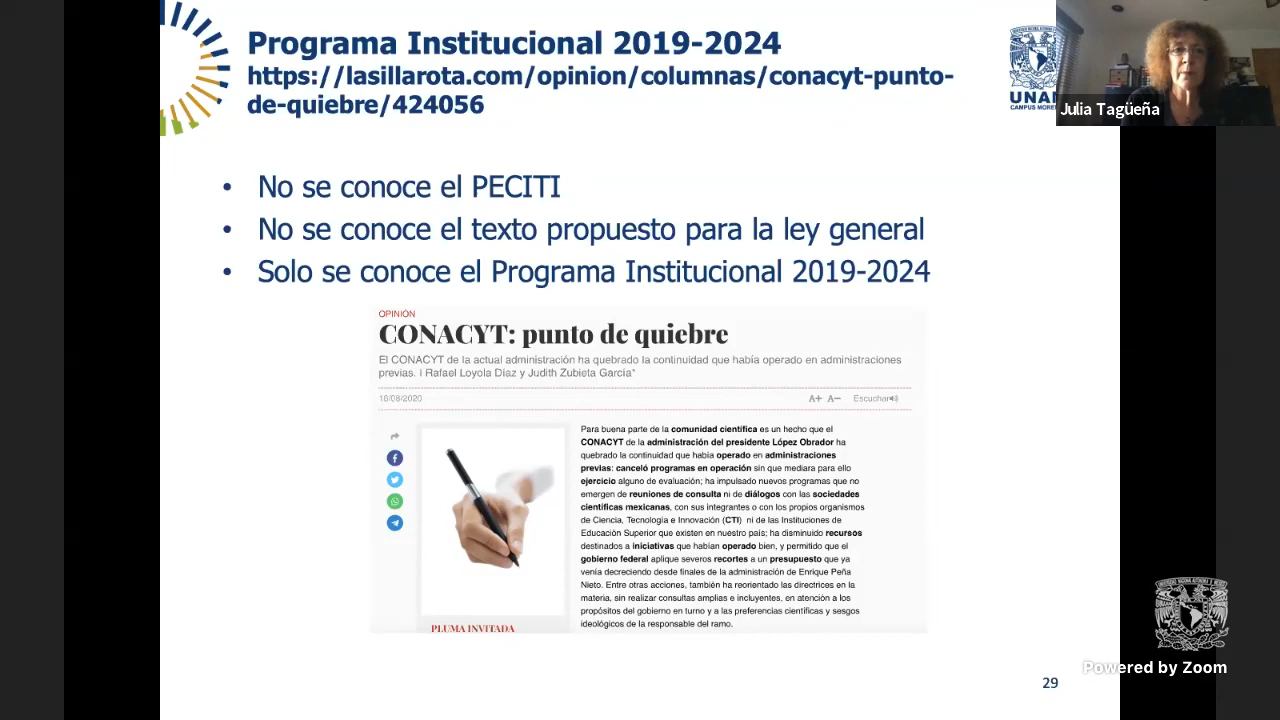 Programa Institucional 2019-2024
https://lasillarota.com/opinion/columnas/conacyt-punto-
de-quiebre/424056
UNAM
CAMPUS MORE
Julia Tagüeña
• No se conoce el PECITI
• No se conoce el texto propuesto para la ley general
• Solo se conoce el Programa Institucional 2019-2024
OPINIÓN
CONACYT: punto de quiebre
El CONACYT de la actual administración ha quebrado la continuidad que había operado en administraciones
previas. | Rafael Loyola Díaz y Judith Zubieta García*
18/08/2020
A+ A− Escuchar
Para buena parte de la comunidad científica es un hecho que el
CONACYT de la administración del presidente López Obrador ha
quebrado la continuidad que había operado en administraciones
previas: canceló programas en operación sin que mediara para ello
ejercicio alguno de evaluación; ha impulsado nuevos programas que no
emergen de reuniones de consulta ni de diálogos con las sociedades
científicas mexicanas, con sus integrantes o con los propios organismos
de Ciencia, Tecnología e Innovación (CTI) ni de las Instituciones de
Educación Superior que existen en nuestro país; ha disminuido recursos
destinados a iniciativas que habían operado bien, y permitido que el
gobierno federal aplique severos recortes a un presupuesto que ya
venía decreciendo desde finales de la administración de Enrique Peña
Nieto. Entre otras acciones, también ha reorientado las directrices en la
materia, sin realizar consultas amplias e incluyentes, en atención a los
propósitos del gobierno en turno y a las preferencias científicas y sesgos
ideológicos de la responsable del ramo.
PLUMA INVITADA
Powered by Zoom
29